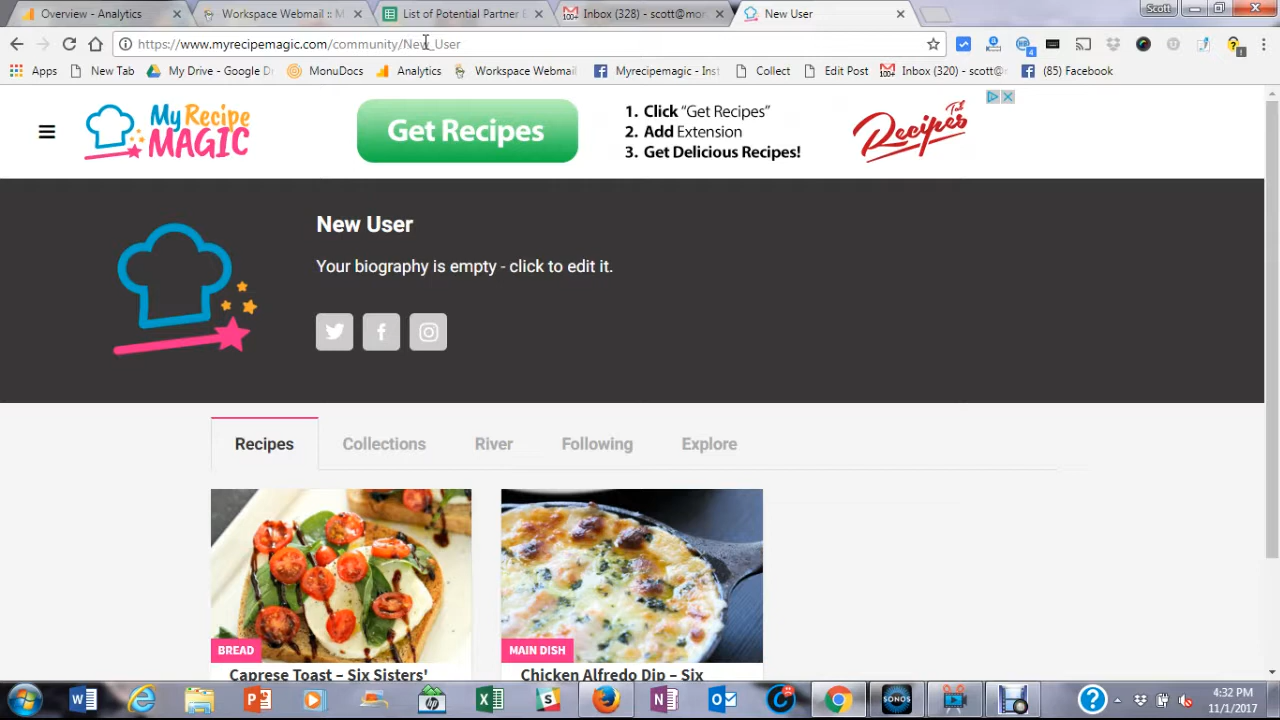 Overview - Analytics
Workspace Webmail :: M
List of Potential Partner
Inbox (328) - scott@mor
New User
Scott
https://www.myrecipemagic.com/community/New_User
Apps
New Tab
My Drive - Google D
MofuDocs
Analytics
Workspace Webmail
Myrecipemagic - Inst
Collect
Edit Post
Inbox (320) - scott@
(85) Facebook
My Recipe
MAGIC
Get Recipes
1. Click "Get Recipes"
2. Add Extension
3. Get Delicious Recipes!
Recipes
New User
Your biography is empty - click to edit it.
Recipes
Collections
River
Following
Explore
BREAD
MAIN DISH
Caprese Toast – Six Sisters'
Chicken Alfredo Dip – Six
SONOS
4:32 PM
11/1/2017